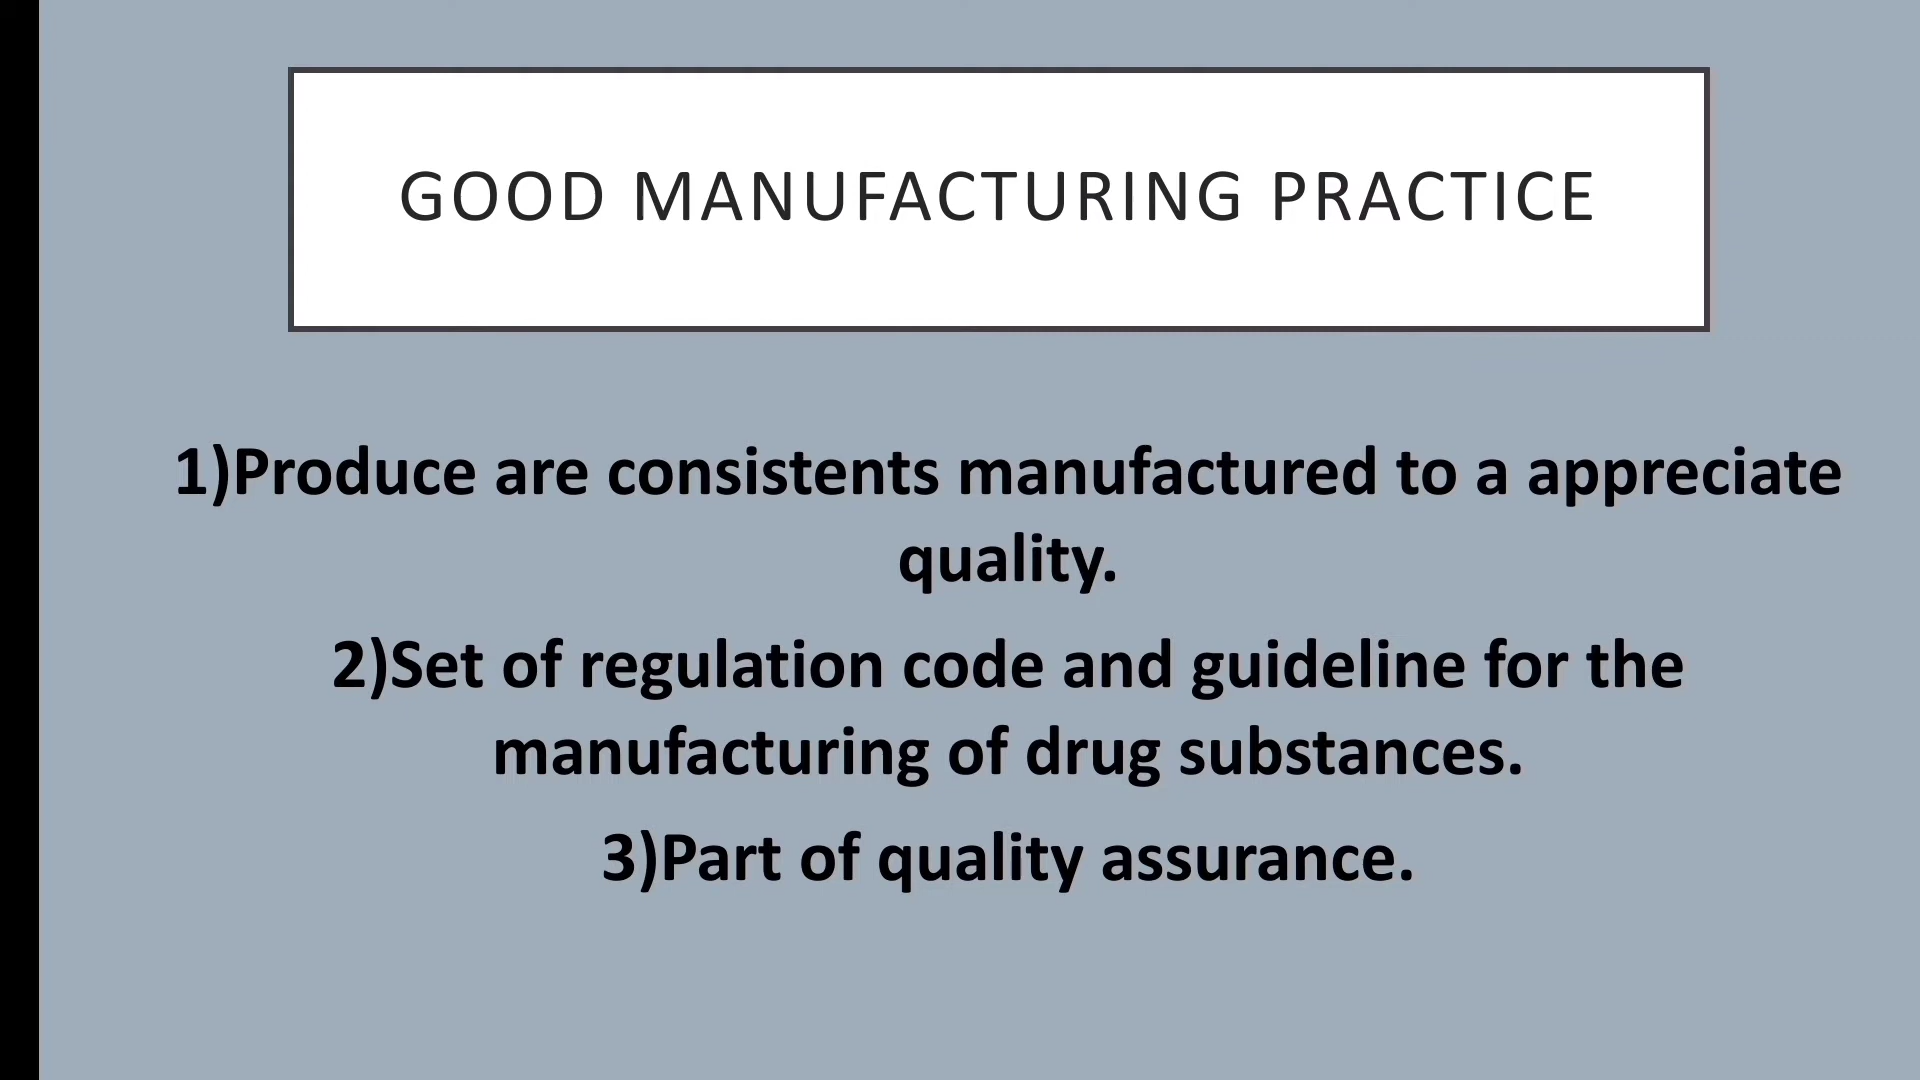 GOOD MANUFACTURING PRACTICE
1)Produce are consistents manufactured to a appreciate
quality.
2)Set of regulation code and guideline for the
manufacturing of drug substances.
3)Part of quality assurance.